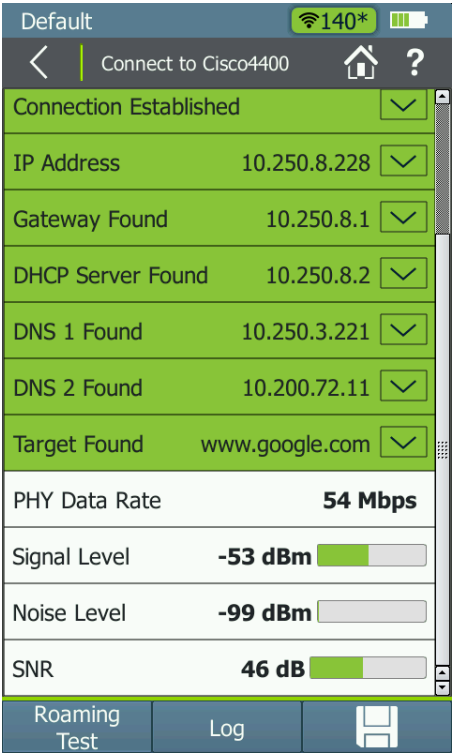 Default 140*
Connect to Cisco4400 ?
Connection Established
IP Address 10.250.8.228
Gateway Found 10.250.8.1
DHCP Server Found 10.250.8.2
DNS 1 Found 10.250.3.221
DNS 2 Found 10.200.72.11
Target Found www.google.com
PHY Data Rate 54 Mbps
Signal Level -53 dBm
Noise Level -99 dBm
SNR 46 dB
Roaming
Test
Log